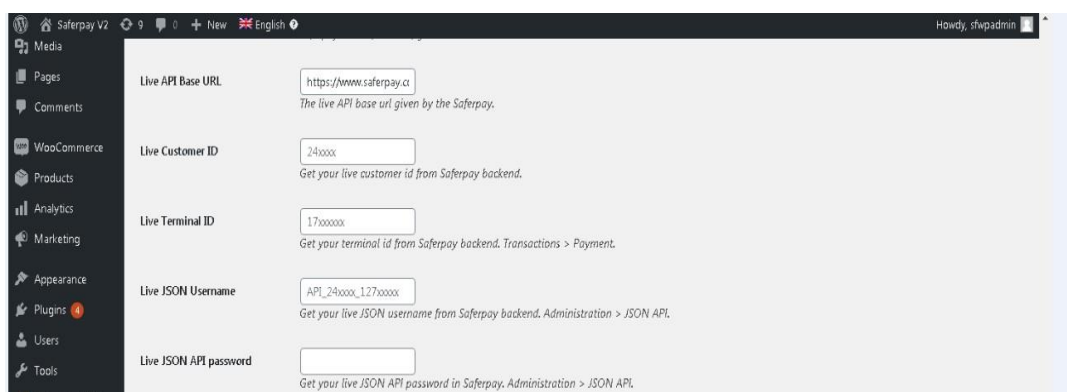 Saferpay V2 9 0 New English Howdy, sfwpadmin
Media
Pages
Comments
WooCommerce
Products
Analytics
Marketing
Appearance
Plugins 4
Users
Tools
Live API Base URL https://www.saferpay.co
The live API base url given by the Saferpay.
Live Customer ID 24xxxx
Get your live customer id from Saferpay backend.
Live Terminal ID 17xxxxxx
Get your terminal id from Saferpay backend. Transactions > Payment.
Live JSON Username API_24xxxx_127xxxxx
Get your live JSON username from Saferpay backend. Administration > JSON API.
Live JSON API password
Get your live JSON API password in Saferpay. Administration > JSON API.